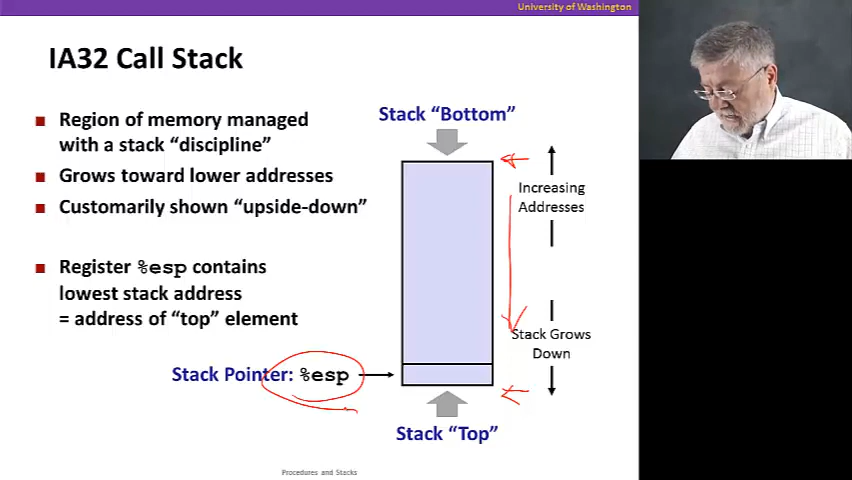 University of Washington
IA32 Call Stack
Region of memory managed
with a stack "discipline"
Grows toward lower addresses
Customarily shown "upside-down"
Register %esp contains
lowest stack address
= address of "top" element
Stack Pointer: %esp
Stack "Bottom"
Increasing
Addresses
Stack Grows
Down
Stack "Top"
Procedures and Stacks